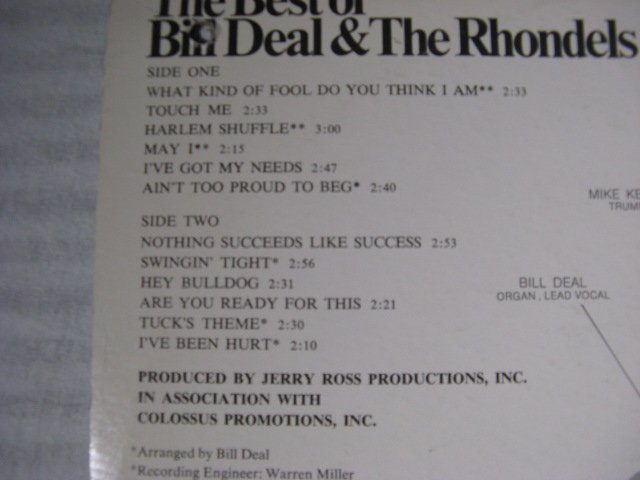 The Best of
Bill Deal & The Rhondels
SIDE ONE
WHAT KIND OF FOOL DO YOU THINK I AM** 2:33
TOUCH ME 2:33
HARLEM SHUFFLE** 3:00
MAY I** 2:15
I'VE GOT MY NEEDS 2:47
AIN'T TOO PROUD TO BEG* 2:40
SIDE TWO
NOTHING SUCCEEDS LIKE SUCCESS 2:53
SWINGIN' TIGHT* 2:56
HEY BULLDOG 2:31
ARE YOU READY FOR THIS 2:21
TUCK'S THEME* 2:30
I'VE BEEN HURT* 2:10
PRODUCED BY JERRY ROSS PRODUCTIONS, INC.
IN ASSOCIATION WITH
COLOSSUS PROMOTIONS, INC.
*Arranged by Bill Deal
*Recording Engineer: Warren Miller
MIKE
BILL DEAL
ORGAN, LEAD VOCAL